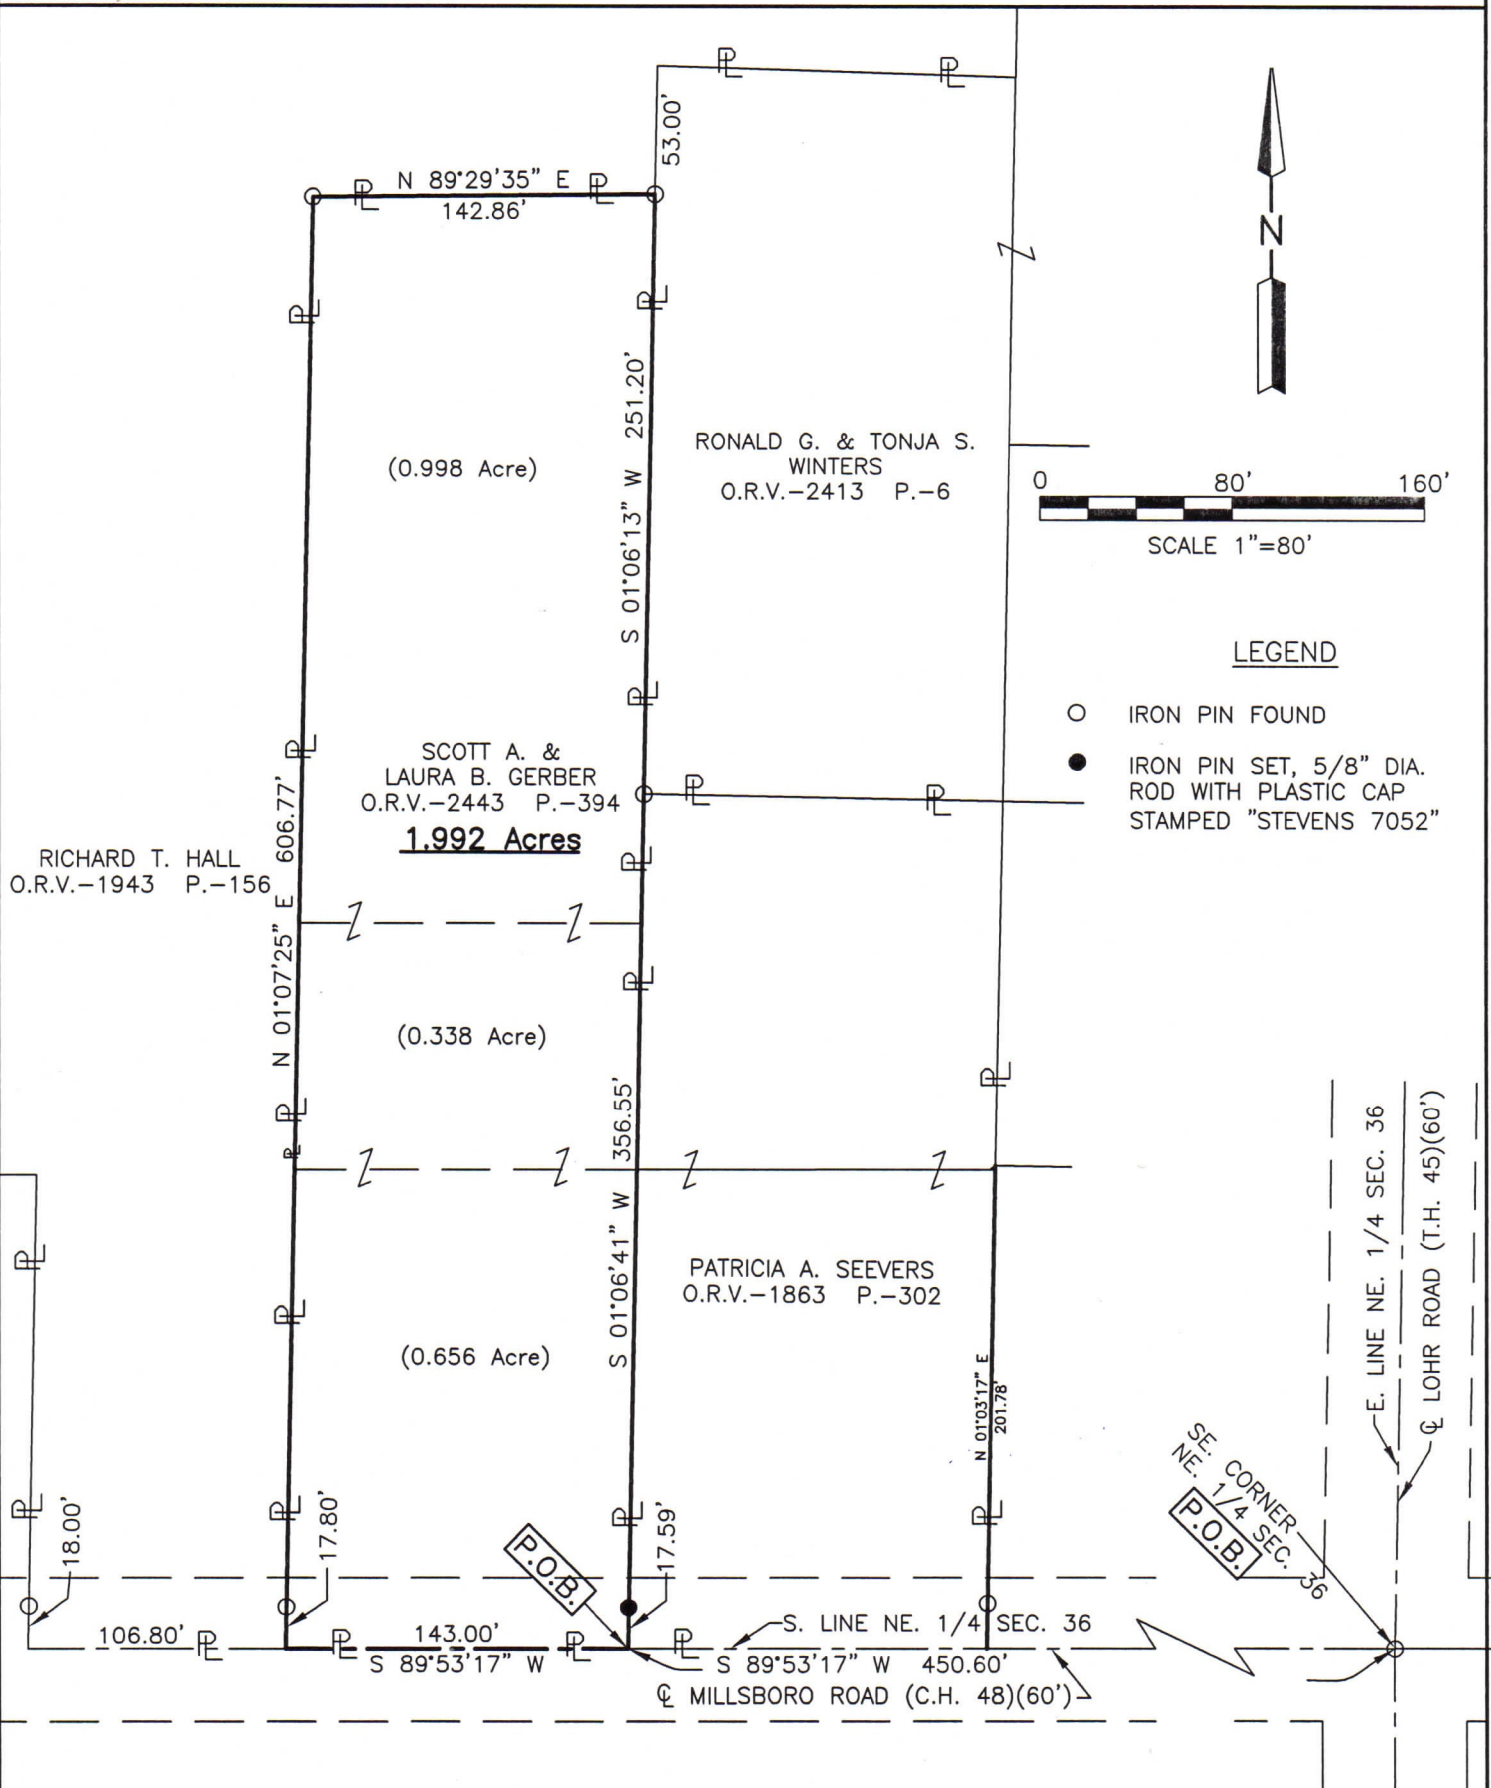 53.00'
N 89°29'35" E
142.86'
N
S 01°06'13" W 251.20'
RONALD G. & TONJA S.
WINTERS
O.R.V.-2413 P.-6
(0.998 Acre)
0 80' 160'
SCALE 1"=80'
LEGEND
IRON PIN FOUND
IRON PIN SET, 5/8" DIA.
ROD WITH PLASTIC CAP
STAMPED "STEVENS 7052"
SCOTT A. &
LAURA B. GERBER
O.R.V.-2443 P.-394
1.992 Acres
RICHARD T. HALL
O.R.V.-1943 P.-156
N 01°07'25" E 606.77'
(0.338 Acre)
S 01°06'41" W 356.55'
PATRICIA A. SEEVERS
O.R.V.-1863 P.-302
(0.656 Acre)
N 01°03'17" E
201.78'
E. LINE NE. 1/4 SEC. 36
℄ LOHR ROAD (T.H. 45)(60')
SE. CORNER
NE. 1/4 SEC. 36
P.O.B.
18.00'
17.80'
P.O.B.
17.59'
106.80'
143.00'
S 89°53'17" W
S. LINE NE. 1/4 SEC. 36
S 89°53'17" W 450.60'
℄ MILLSBORO ROAD (C.H. 48)(60')